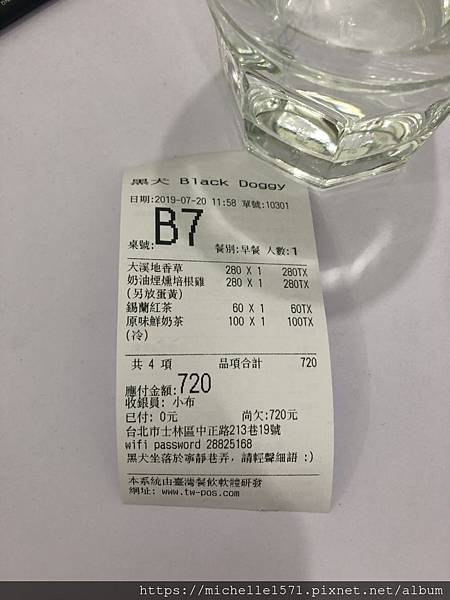 黑犬 Black Doggy
日期:2019-07-20 11:58 單號:10301
桌號: B7 餐別:早餐 人數:1
大溪地香草 280 X 1 280TX
奶油煙燻培根雞 280 X 1 280TX
(另放蛋黃)
錫蘭紅茶 60 X 1 60TX
原味鮮奶茶 100 X 1 100TX
(冷)
共 4 項 品項合計 720
應付金額:720
收銀員: 小布
已付: 0元 尚欠:720元
台北市士林區中正路213巷19號
wifi password 28825168
黑犬坐落於寧靜巷弄，請輕聲細語 :)
本系統由臺灣餐飲軟體研發
網址: www.tw-pos.com
https://michelle1571.pixnet.net/album